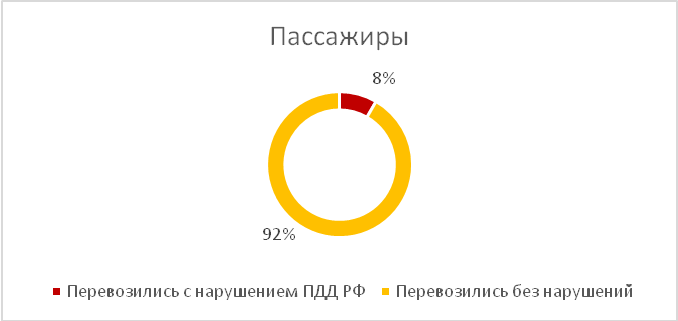 Пассажиры
8%
92%
Перевозились с нарушением ПДД РФ
Перевозились без нарушений